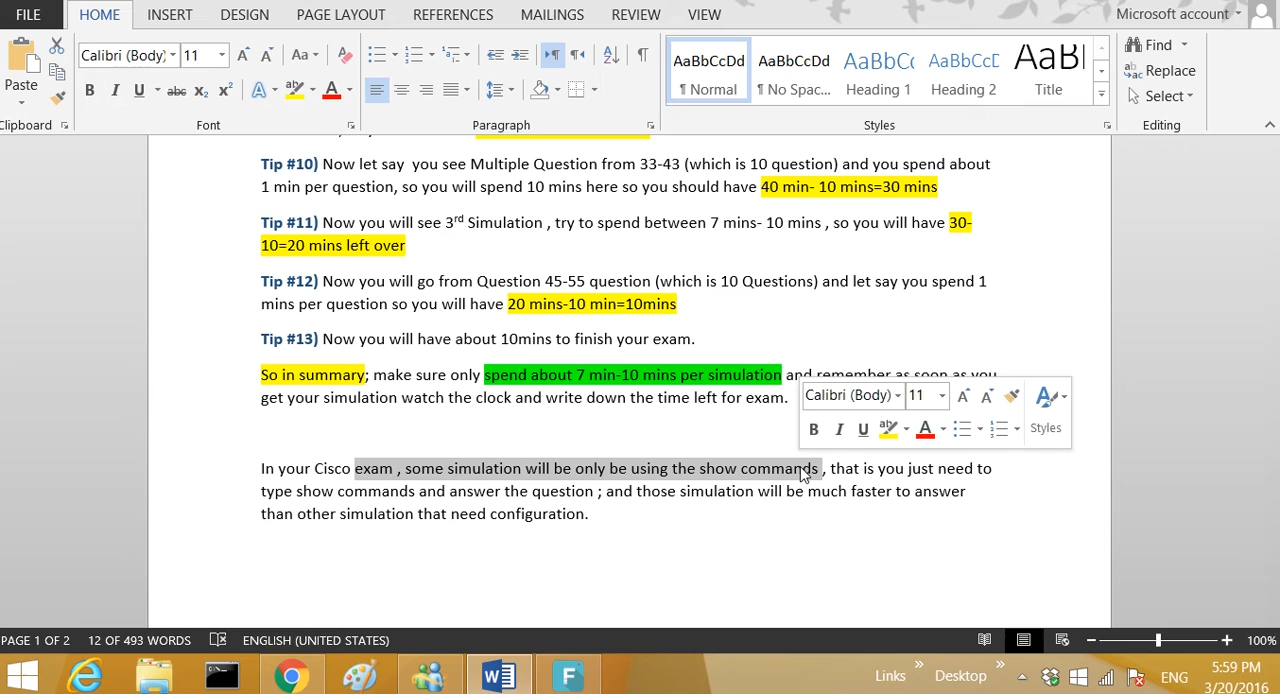 FILE HOME INSERT DESIGN PAGE LAYOUT REFERENCES MAILINGS REVIEW VIEW Microsoft account
Calibri (Body) 11 Aa Find
Paste AaBbCcDd AaBbCcDd AaBbCc AaBbCcD AaBl Replace
B I U abc x₂ x² A ab A ¶ Normal ¶ No Spac... Heading 1 Heading 2 Title Select
Clipboard Font Paragraph Styles Editing
Tip #10) Now let say you see Multiple Question from 33-43 (which is 10 question) and you spend about
1 min per question, so you will spend 10 mins here so you should have 40 min- 10 mins=30 mins
Tip #11) Now you will see 3rd Simulation , try to spend between 7 mins- 10 mins , so you will have 30-
10=20 mins left over
Tip #12) Now you will go from Question 45-55 question (which is 10 Questions) and let say you spend 1
mins per question so you will have 20 mins-10 min=10mins
Tip #13) Now you will have about 10mins to finish your exam.
So in summary; make sure only spend about 7 min-10 mins per simulation and remember as soon as you
get your simulation watch the clock and write down the time left for exam.
Calibri (Body) 11
B I U ab A Styles
In your Cisco exam , some simulation will be only be using the show commands , that is you just need to
type show commands and answer the question ; and those simulation will be much faster to answer
than other simulation that need configuration.
PAGE 1 OF 2 12 OF 493 WORDS ENGLISH (UNITED STATES) 100%
Links Desktop ENG 5:59 PM
3/20/2016